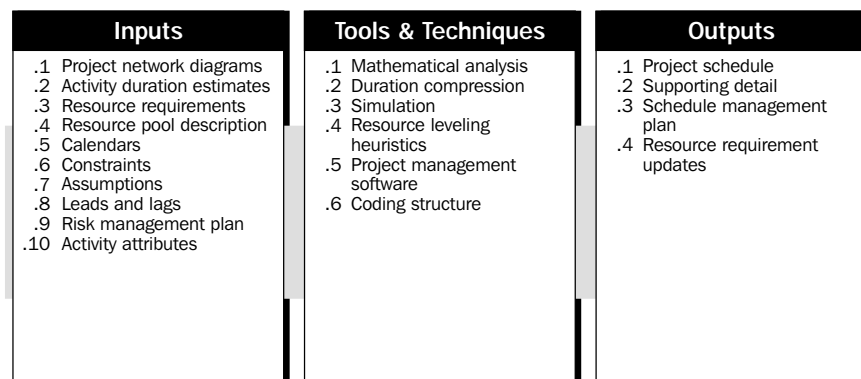 Inputs
.1 Project network diagrams
.2 Activity duration estimates
.3 Resource requirements
.4 Resource pool description
.5 Calendars
.6 Constraints
.7 Assumptions
.8 Leads and lags
.9 Risk management plan
.10 Activity attributes
Tools & Techniques
.1 Mathematical analysis
.2 Duration compression
.3 Simulation
.4 Resource leveling
heuristics
.5 Project management
software
.6 Coding structure
Outputs
.1 Project schedule
.2 Supporting detail
.3 Schedule management
plan
.4 Resource requirement
updates